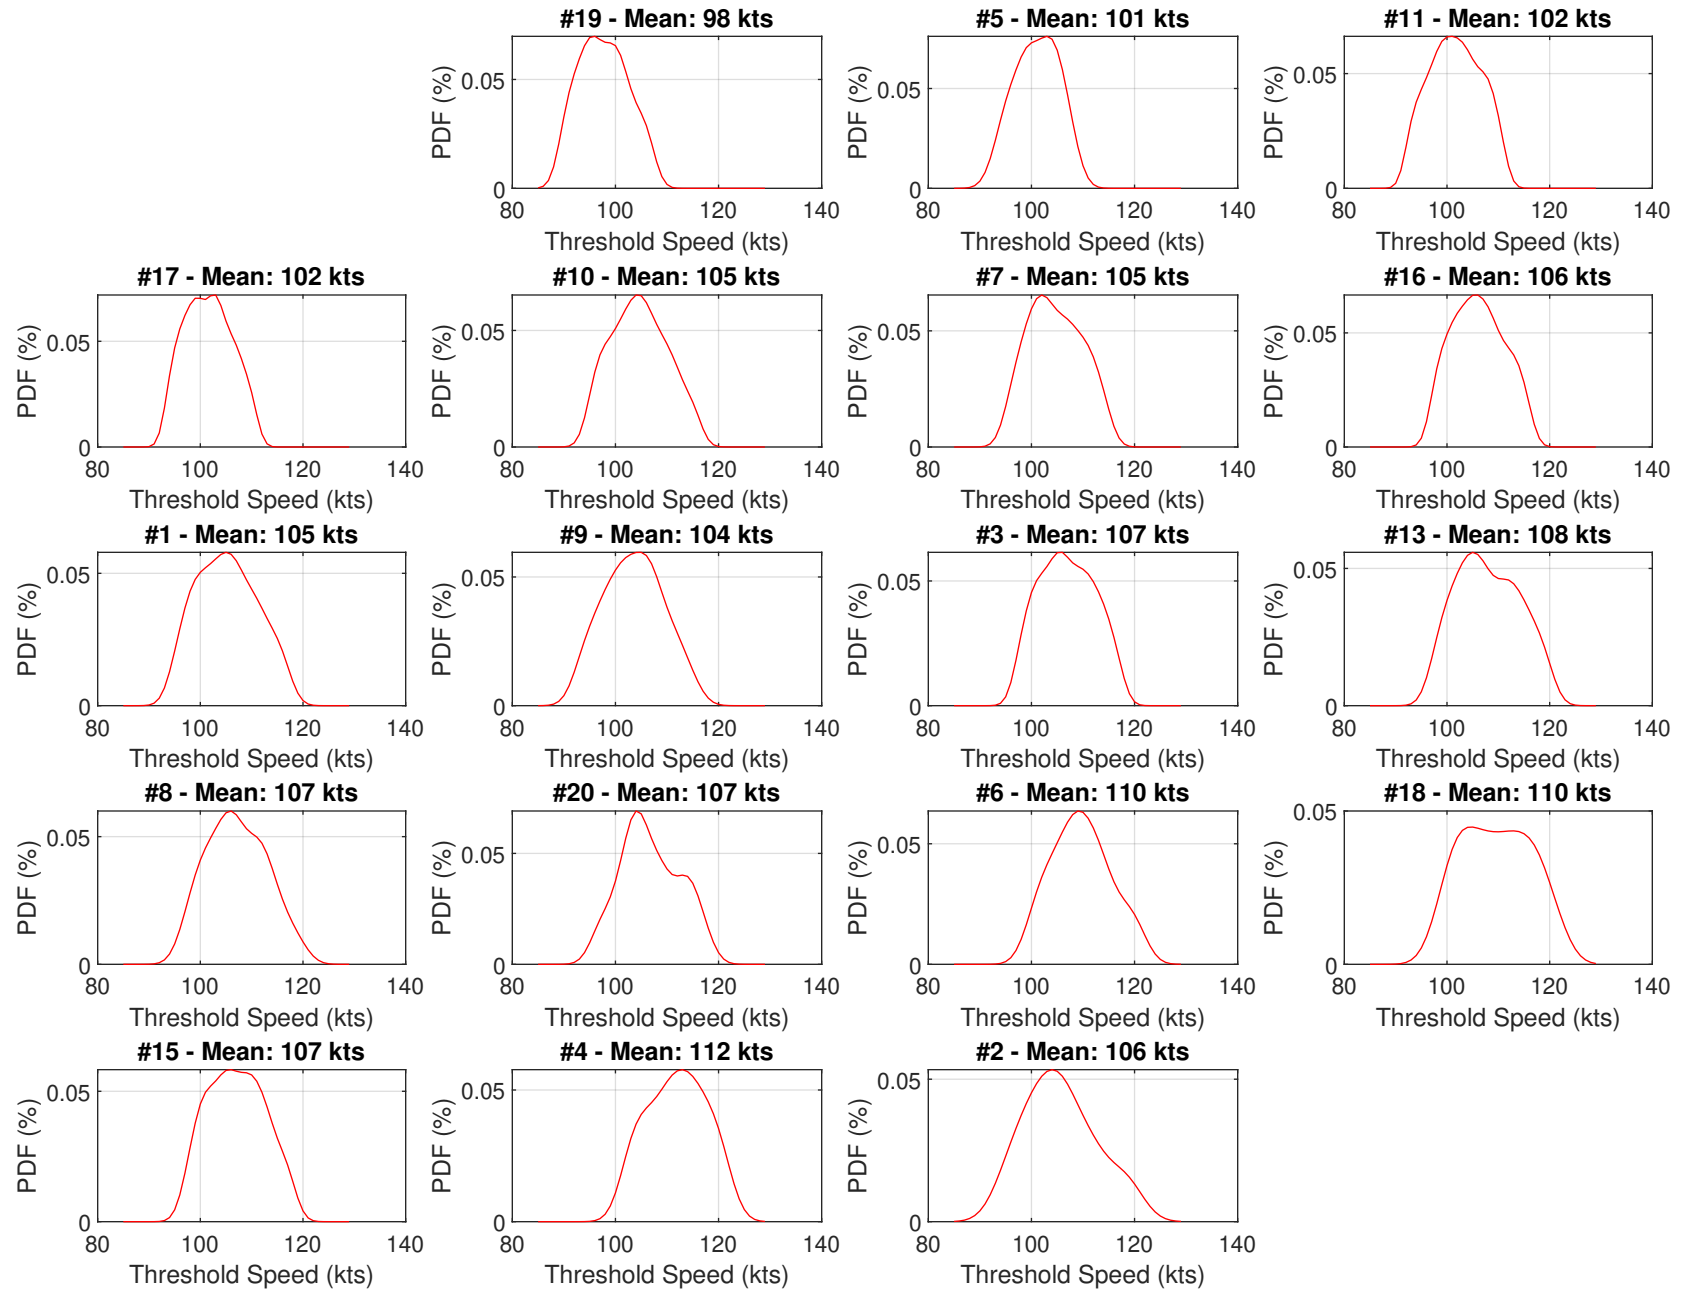 #19 - Mean: 98 kts
PDF (%)
0.05
0
80 100 120 140
Threshold Speed (kts)
#5 - Mean: 101 kts
PDF (%)
0.05
0
80 100 120 140
Threshold Speed (kts)
#11 - Mean: 102 kts
PDF (%)
0.05
0
80 100 120 140
Threshold Speed (kts)
#17 - Mean: 102 kts
PDF (%)
0.05
0
80 100 120 140
Threshold Speed (kts)
#10 - Mean: 105 kts
PDF (%)
0.05
0
80 100 120 140
Threshold Speed (kts)
#7 - Mean: 105 kts
PDF (%)
0.05
0
80 100 120 140
Threshold Speed (kts)
#16 - Mean: 106 kts
PDF (%)
0.05
0
80 100 120 140
Threshold Speed (kts)
#1 - Mean: 105 kts
PDF (%)
0.05
0
80 100 120 140
Threshold Speed (kts)
#9 - Mean: 104 kts
PDF (%)
0.05
0
80 100 120 140
Threshold Speed (kts)
#3 - Mean: 107 kts
PDF (%)
0.05
0
80 100 120 140
Threshold Speed (kts)
#13 - Mean: 108 kts
PDF (%)
0.05
0
80 100 120 140
Threshold Speed (kts)
#8 - Mean: 107 kts
PDF (%)
0.05
0
80 100 120 140
Threshold Speed (kts)
#20 - Mean: 107 kts
PDF (%)
0.05
0
80 100 120 140
Threshold Speed (kts)
#6 - Mean: 110 kts
PDF (%)
0.05
0
80 100 120 140
Threshold Speed (kts)
#18 - Mean: 110 kts
PDF (%)
0.05
0
80 100 120 140
Threshold Speed (kts)
#15 - Mean: 107 kts
PDF (%)
0.05
0
80 100 120 140
Threshold Speed (kts)
#4 - Mean: 112 kts
PDF (%)
0.05
0
80 100 120 140
Threshold Speed (kts)
#2 - Mean: 106 kts
PDF (%)
0.05
0
80 100 120 140
Threshold Speed (kts)